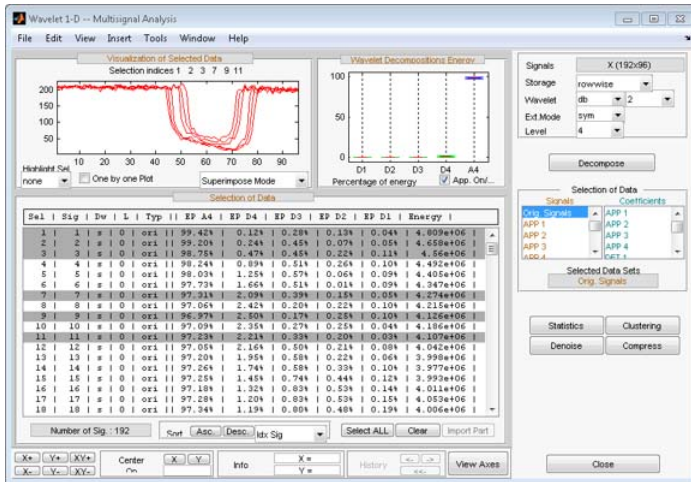 Wavelet 1-D -- Multisignal Analysis
File Edit View Insert Tools Window Help
Visualization of Selected Data
Selection indices 1 2 3 7 9 11
200
150
100
50
10 20 30 40 50 60 70 80 90
Highlight Sel.
none
One by one Plot
Superimpose Mode
Wavelet Decompositions Energy
100
50
0
D1 D2 D3 D4 A4
Percentage of energy
App. On/...
Selection of Data
Sel | Sig | Dw | L | Typ || EP A4 | EP D4 | EP D3 | EP D2 | EP D1 | Energy |
1 | 1 | s | 0 | ori || 99.42% | 0.12% | 0.28% | 0.13% | 0.04% | 4.809e+06 |
2 | 2 | s | 0 | ori || 99.20% | 0.24% | 0.45% | 0.07% | 0.05% | 4.658e+06 |
3 | 3 | s | 0 | ori || 98.75% | 0.47% | 0.45% | 0.22% | 0.11% | 4.56e+06 |
4 | 4 | s | 0 | ori || 98.24% | 0.89% | 0.51% | 0.26% | 0.10% | 4.492e+06 |
5 | 5 | s | 0 | ori || 98.03% | 1.25% | 0.57% | 0.06% | 0.09% | 4.405e+06 |
6 | 6 | s | 0 | ori || 97.73% | 1.66% | 0.51% | 0.01% | 0.09% | 4.347e+06 |
7 | 7 | s | 0 | ori || 97.31% | 2.09% | 0.39% | 0.15% | 0.05% | 4.274e+06 |
8 | 8 | s | 0 | ori || 97.06% | 2.42% | 0.20% | 0.22% | 0.10% | 4.215e+06 |
9 | 9 | s | 0 | ori || 96.97% | 2.50% | 0.17% | 0.25% | 0.10% | 4.126e+06 |
10 | 10 | s | 0 | ori || 97.09% | 2.35% | 0.27% | 0.25% | 0.04% | 4.186e+06 |
11 | 11 | s | 0 | ori || 97.23% | 2.21% | 0.33% | 0.20% | 0.03% | 4.107e+06 |
12 | 12 | s | 0 | ori || 97.05% | 2.16% | 0.50% | 0.21% | 0.08% | 4.042e+06 |
13 | 13 | s | 0 | ori || 97.20% | 1.95% | 0.58% | 0.22% | 0.06% | 3.998e+06 |
14 | 14 | s | 0 | ori || 97.26% | 1.74% | 0.58% | 0.33% | 0.10% | 3.977e+06 |
15 | 15 | s | 0 | ori || 97.25% | 1.45% | 0.74% | 0.44% | 0.12% | 3.993e+06 |
16 | 16 | s | 0 | ori || 97.18% | 1.32% | 0.83% | 0.53% | 0.14% | 4.011e+06 |
17 | 17 | s | 0 | ori || 97.28% | 1.20% | 0.83% | 0.53% | 0.15% | 4.053e+06 |
18 | 18 | s | 0 | ori || 97.34% | 1.19% | 0.80% | 0.48% | 0.19% | 4.006e+06 |
Number of Sig. : 192
Sort Asc. Desc. Idx Sig
Select ALL Clear Import Part
X+ Y+ XY+
X- Y- XY-
Center On X Y
Info X = Y =
History <- -> <<-
View Axes
Signals X (192x96)
Storage rowwise
Wavelet db 2
Ext.Mode sym
Level 4
Decompose
Selection of Data
Signals Coefficients
Orig. Signals APP 1
APP 1 APP 2
APP 2 APP 3
APP 3 APP 4
APP 4 DET 1
Selected Data Sets
Orig. Signals
Statistics Clustering
Denoise Compress
Close